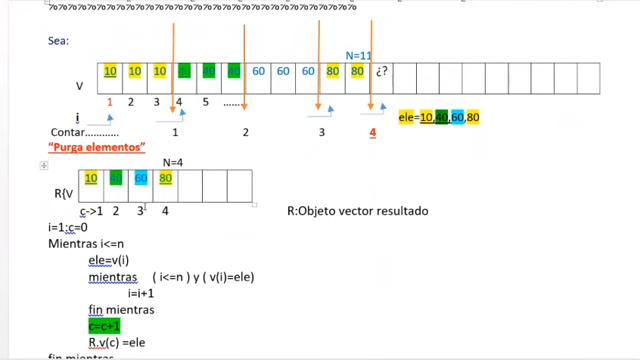 Sea:
N=11
V 10 10 10 40 40 40 60 60 60 80 80 ¿?
1 2 3 4 5 .......
i
ele=10,40,60,80
Contar............ 1 2 3 4
"Purga elementos"
N=4
R{V 10 40 60 80
c->1 2 3 4
R:Objeto vector resultado
i=1:c=0
Mientras i<=n
ele=v(i)
mientras ( i<=n ) y ( v(i)=ele)
i=i+1
fin mientras
c=c+1
R.v(c) =ele
fin mientras